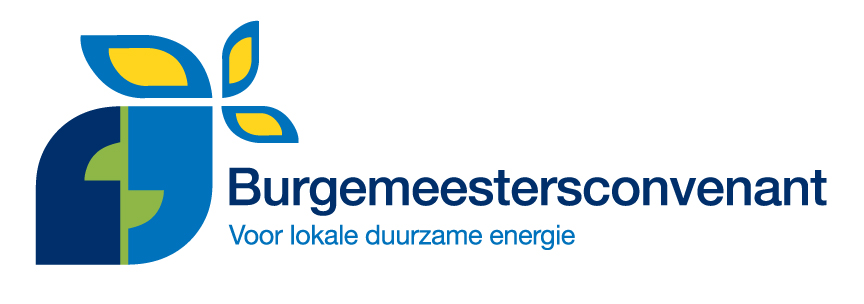 Burgemeestersconvenant
Voor lokale duurzame energie